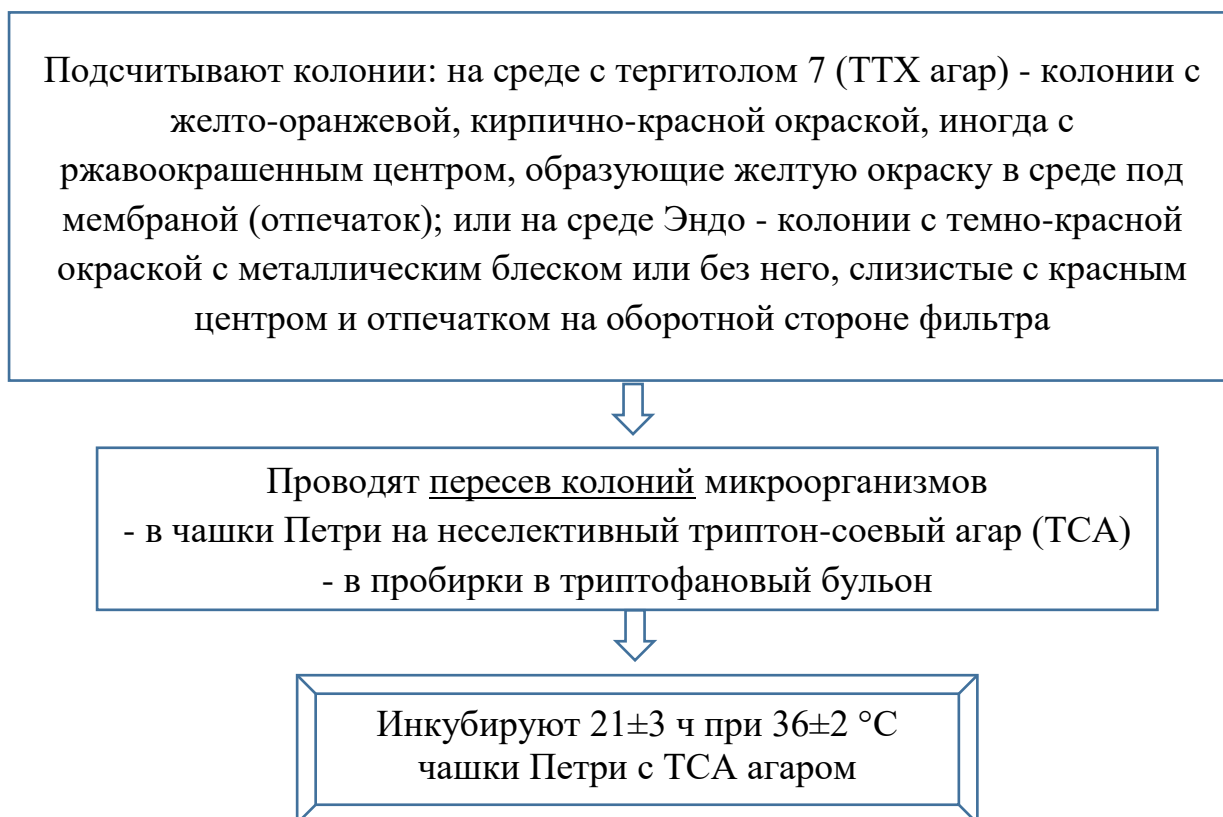 Подсчитывают колонии: на среде с тергитолом 7 (ТТХ агар) - колонии с
желто-оранжевой, кирпично-красной окраской, иногда с
ржавоокрашенным центром, образующие желтую окраску в среде под
мембраной (отпечаток); или на среде Эндо - колонии с темно-красной
окраской с металлическим блеском или без него, слизистые с красным
центром и отпечатком на оборотной стороне фильтра
Проводят пересев колоний микроорганизмов
- в чашки Петри на неселективный триптон-соевый агар (ТСА)
- в пробирки в триптофановый бульон
Инкубируют 21±3 ч при 36±2 °С
чашки Петри с ТСА агаром